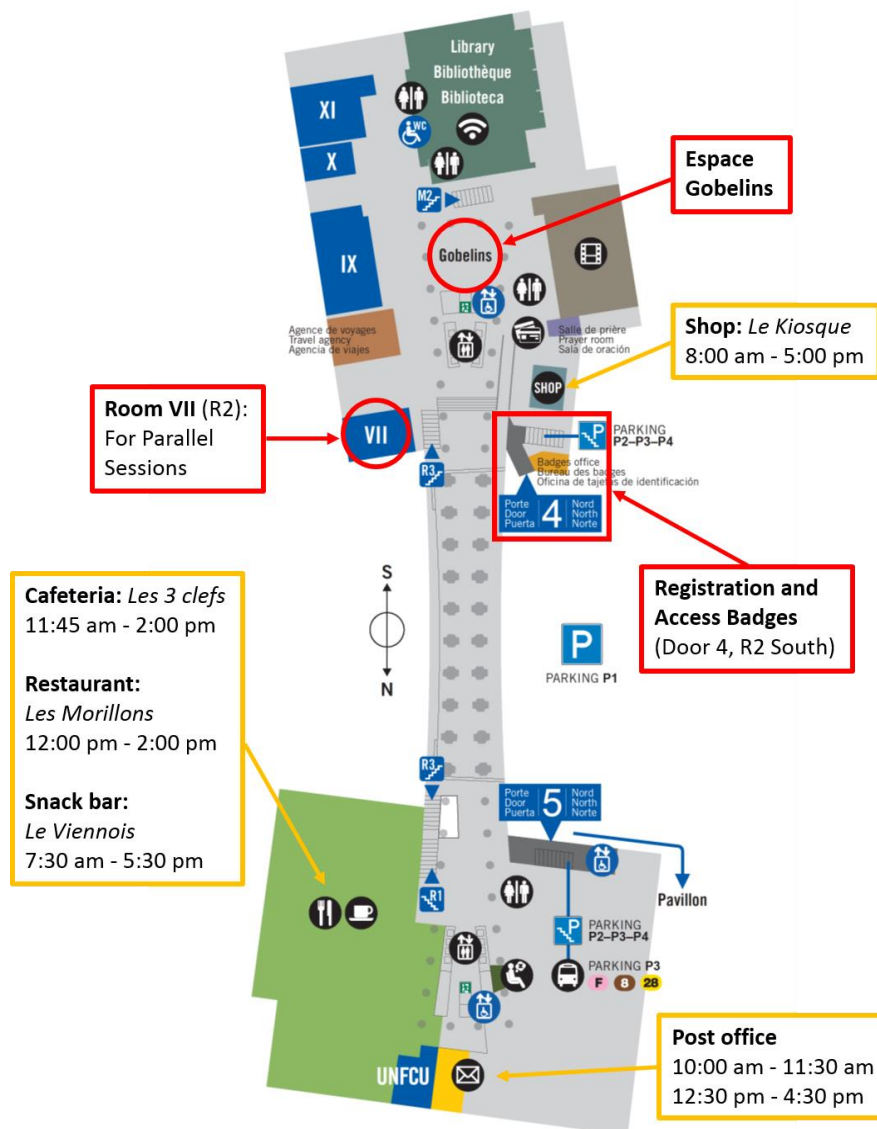 Library
Bibliothèque
Biblioteca
XI
WC
X
M2
Espace
Gobelins
Gobelins
IX
Agence de voyages
Travel agency
Agencia de viajes
Salle de prière
Prayer room
Sala de oración
Shop: Le Kiosque
8:00 am - 5:00 pm
SHOP
Room VII (R2):
For Parallel
Sessions
VII
R3
P
PARKING
P2–P3–P4
Badges office
Bureau des badges
Oficina de tajetas de identificación
Porte
Door
Puerta
4
Nord
North
Norte
Registration and
Access Badges
(Door 4, R2 South)
S
N
P
PARKING P1
Cafeteria: Les 3 clefs
11:45 am - 2:00 pm
Restaurant:
Les Morillons
12:00 pm - 2:00 pm
Snack bar:
Le Viennois
7:30 am - 5:30 pm
R3
Porte
Door
Puerta
5
Nord
North
Norte
Pavillon
R1
P
PARKING
P2–P3–P4
PARKING P3
F 8 28
UNFCU
Post office
10:00 am - 11:30 am
12:30 pm - 4:30 pm